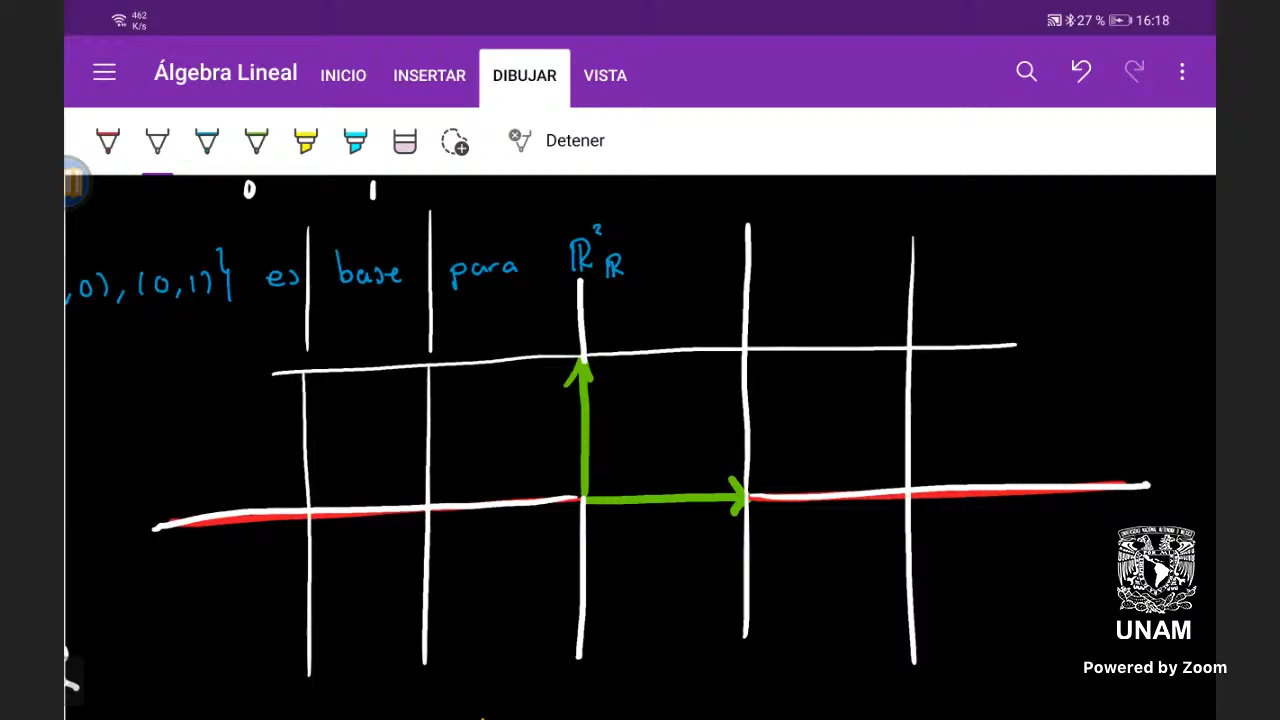 462
K/s
27 % 16:18
Álgebra Lineal INICIO INSERTAR DIBUJAR VISTA
Detener
0 1
,0), (0,1)} es base para ℝ²ℝ
UNAM
Powered by Zoom